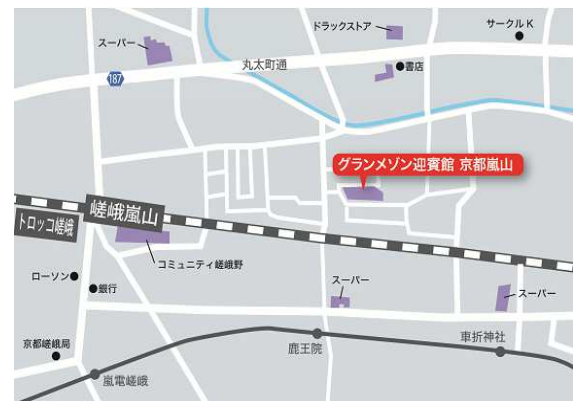 ドラックストア
サークルK
スーパー
丸太町通
書店
187
グランメゾン迎賓館 京都嵐山
嵯峨嵐山
トロッコ嵯峨
コミュニティ嵯峨野
ローソン
銀行
スーパー
スーパー
京都嵯峨局
鹿王院
車折神社
嵐電嵯峨